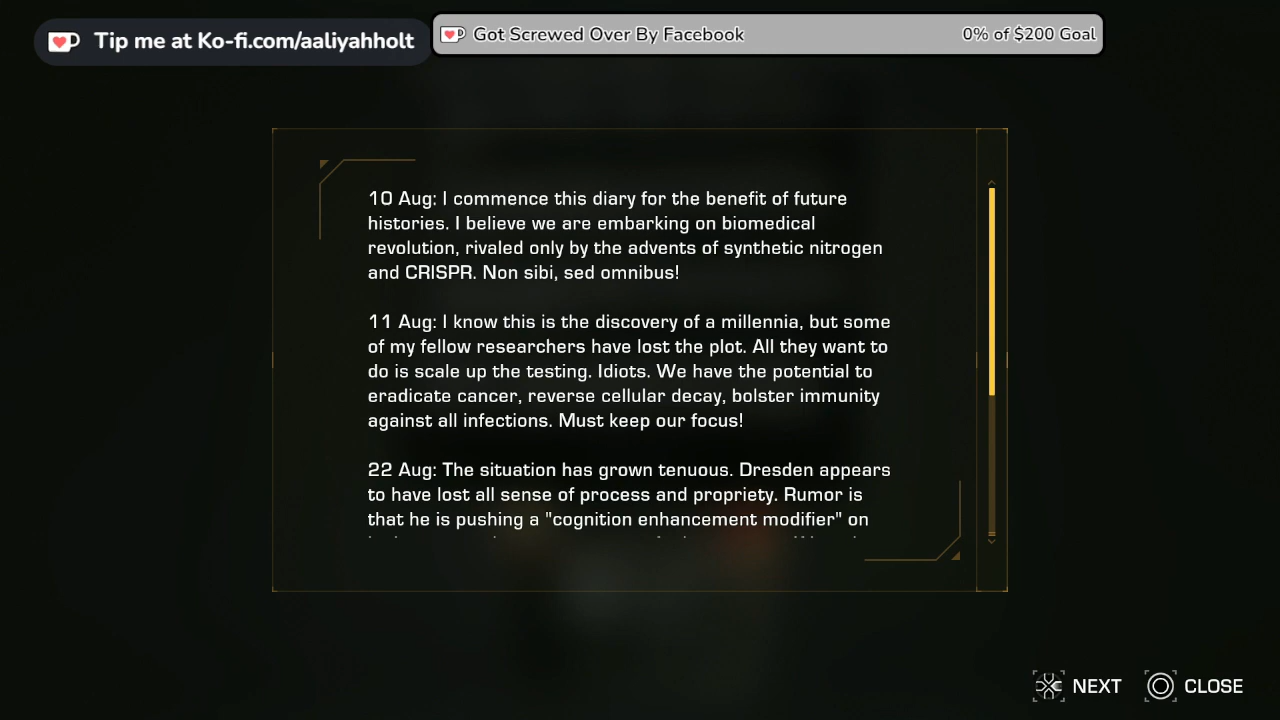 Tip me at Ko-fi.com/aaliyahholt
Got Screwed Over By Facebook
0% of $200 Goal
10 Aug: I commence this diary for the benefit of future
histories. I believe we are embarking on biomedical
revolution, rivaled only by the advents of synthetic nitrogen
and CRISPR. Non sibi, sed omnibus!
11 Aug: I know this is the discovery of a millennia, but some
of my fellow researchers have lost the plot. All they want to
do is scale up the testing. Idiots. We have the potential to
eradicate cancer, reverse cellular decay, bolster immunity
against all infections. Must keep our focus!
22 Aug: The situation has grown tenuous. Dresden appears
to have lost all sense of process and propriety. Rumor is
that he is pushing a "cognition enhancement modifier" on
NEXT
CLOSE